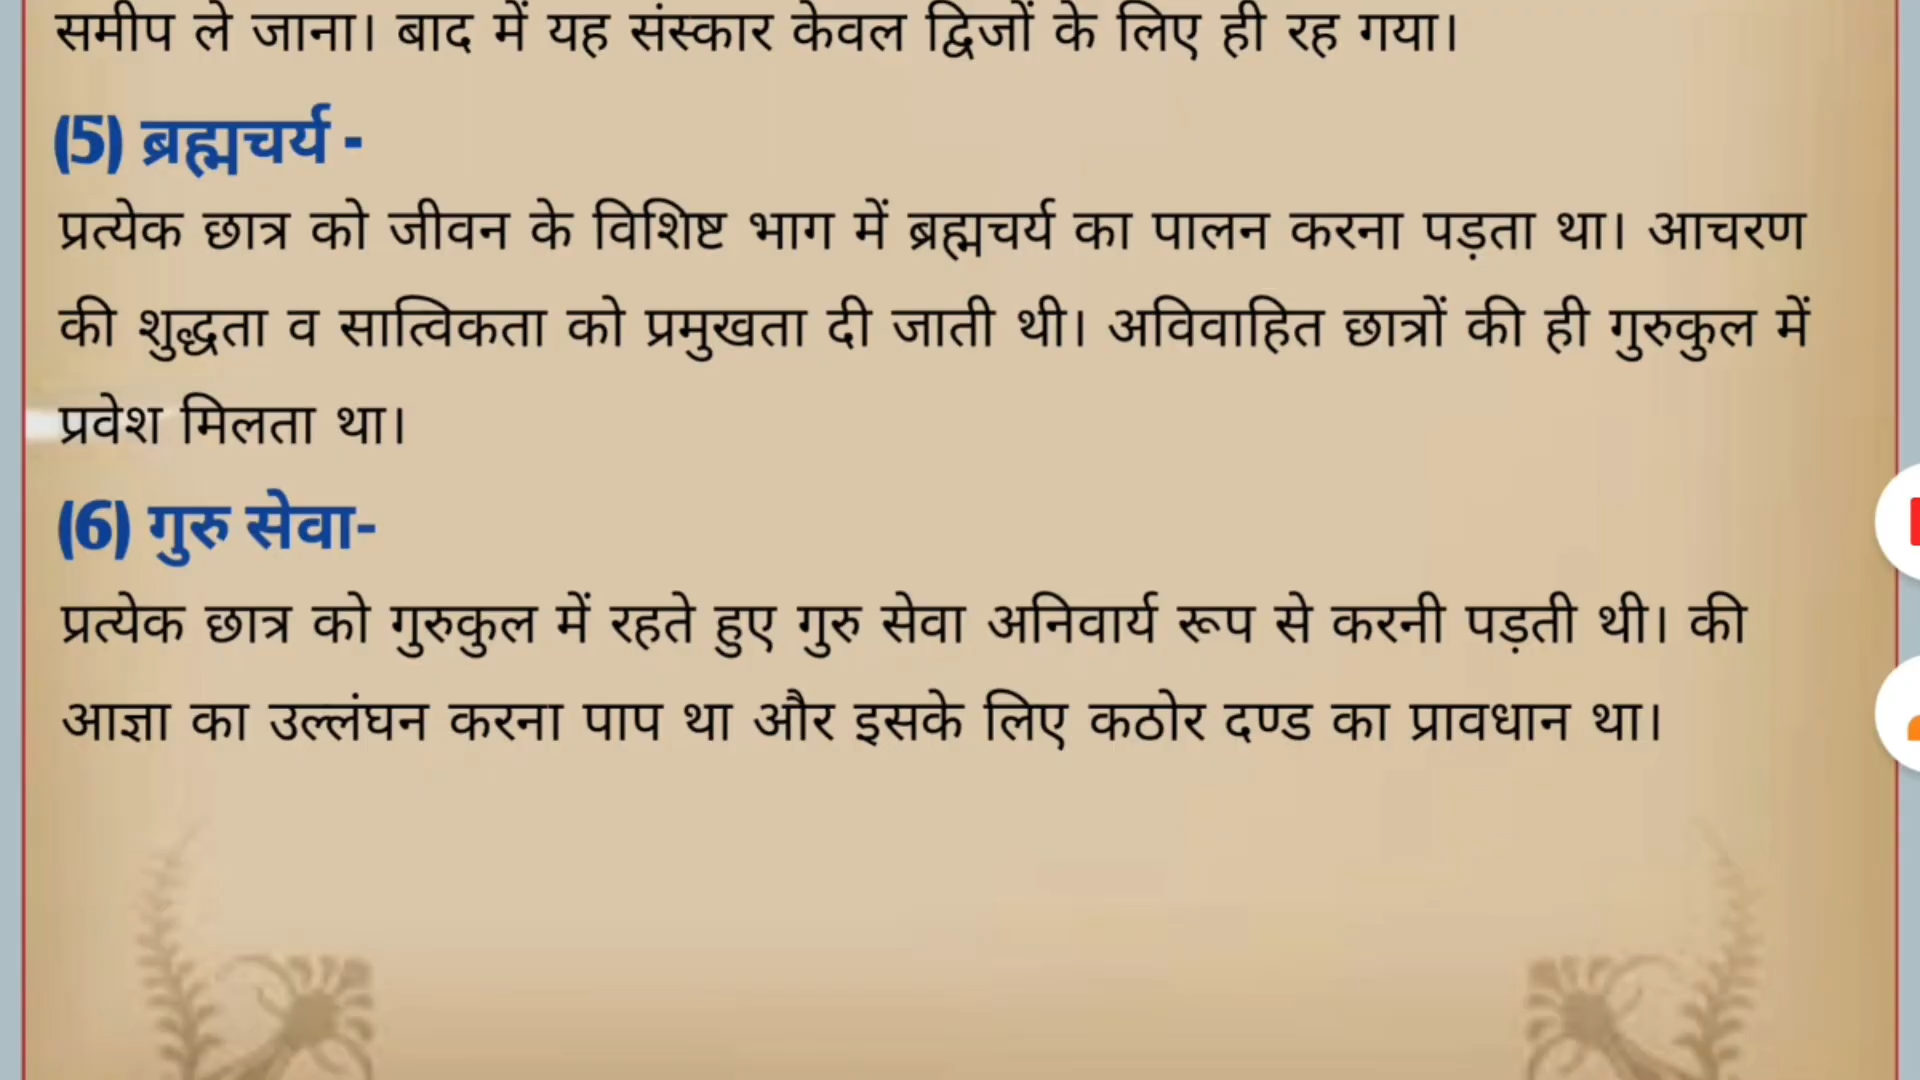 समीप ले जाना। बाद में यह संस्कार केवल द्विजों के लिए ही रह गया।
(5) ब्रह्मचर्य -
प्रत्येक छात्र को जीवन के विशिष्ट भाग में ब्रह्मचर्य का पालन करना पड़ता था। आचरण
की शुद्धता व सात्विकता को प्रमुखता दी जाती थी। अविवाहित छात्रों की ही गुरुकुल में
प्रवेश मिलता था।
(6) गुरु सेवा-
प्रत्येक छात्र को गुरुकुल में रहते हुए गुरु सेवा अनिवार्य रूप से करनी पड़ती थी। की
आज्ञा का उल्लंघन करना पाप था और इसके लिए कठोर दण्ड का प्रावधान था।